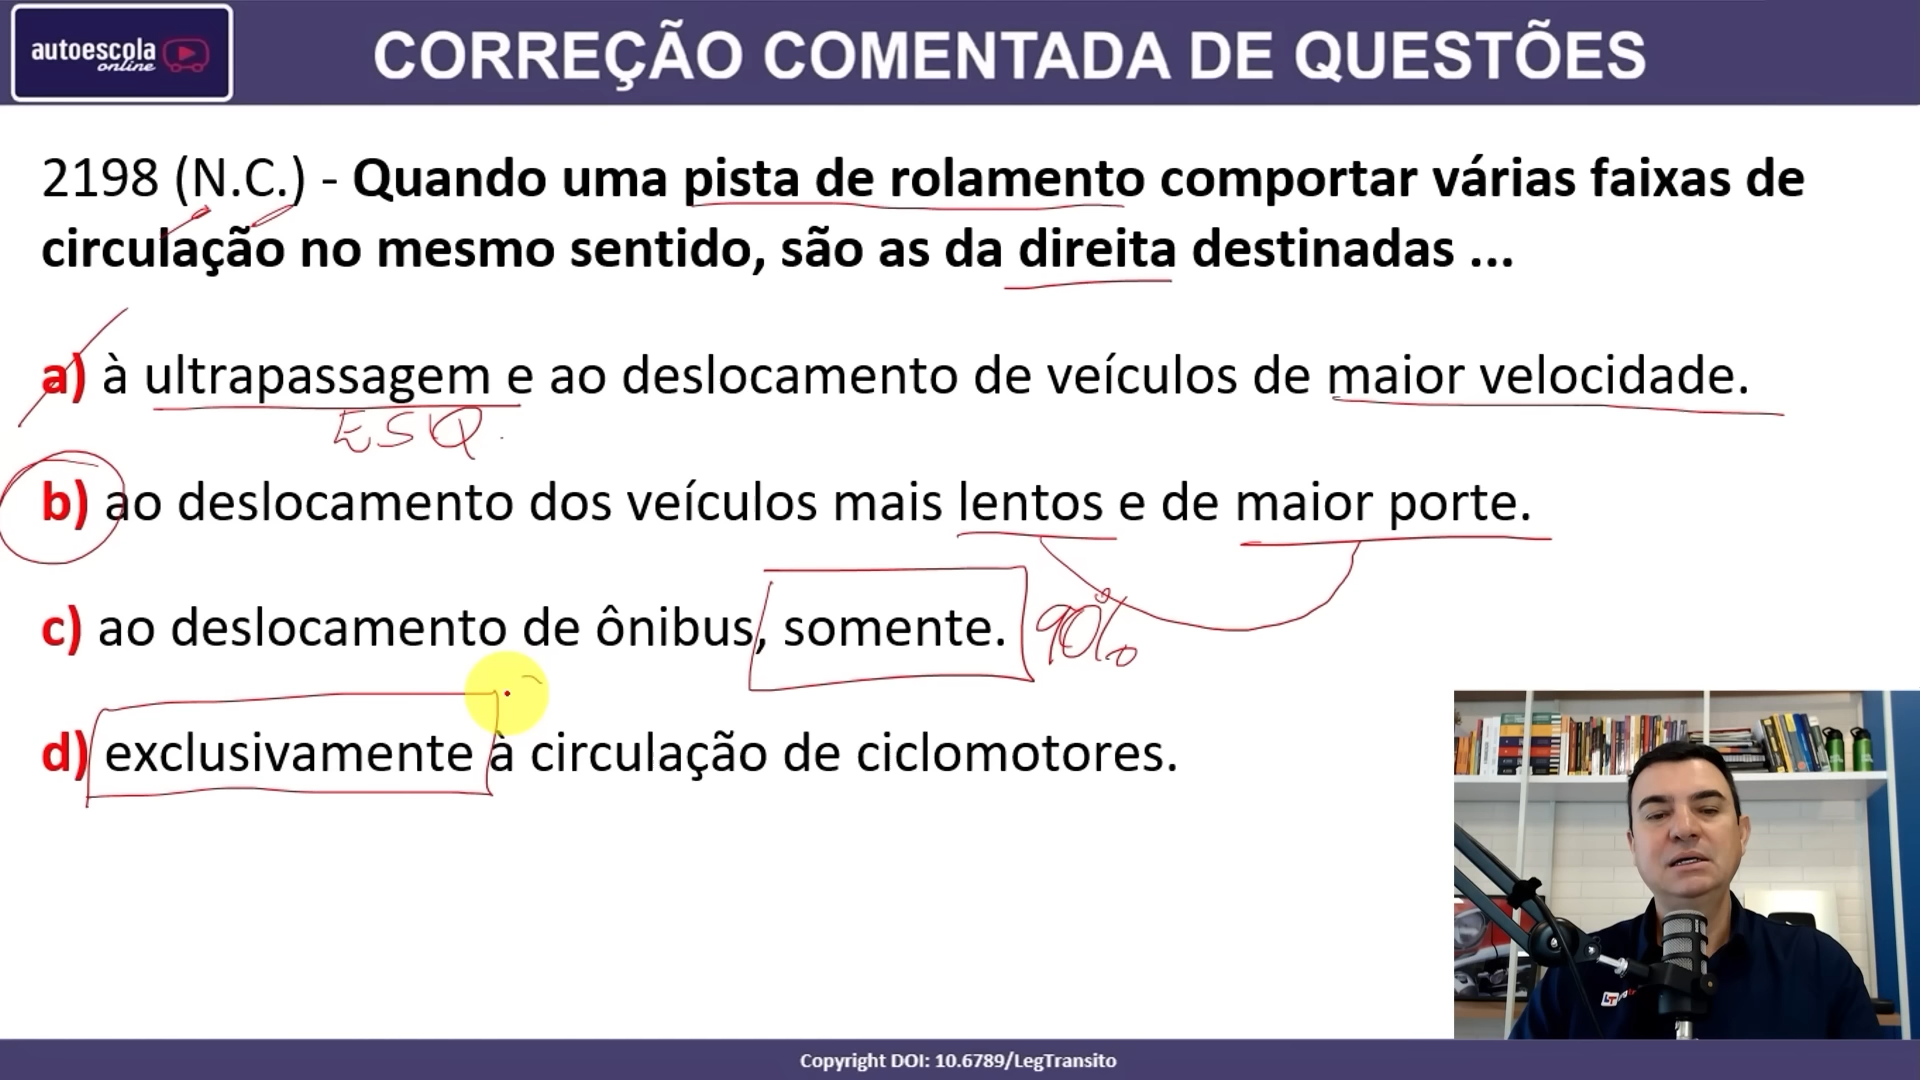 autoescola
online
CORREÇÃO COMENTADA DE QUESTÕES
2198 (N.C.) - Quando uma pista de rolamento comportar várias faixas de
circulação no mesmo sentido, são as da direita destinadas ...
a) à ultrapassagem e ao deslocamento de veículos de maior velocidade.
ESQ.
b) ao deslocamento dos veículos mais lentos e de maior porte.
c) ao deslocamento de ônibus, somente. 90%
d) exclusivamente à circulação de ciclomotores.
Copyright DOI: 10.6789/LegTransito